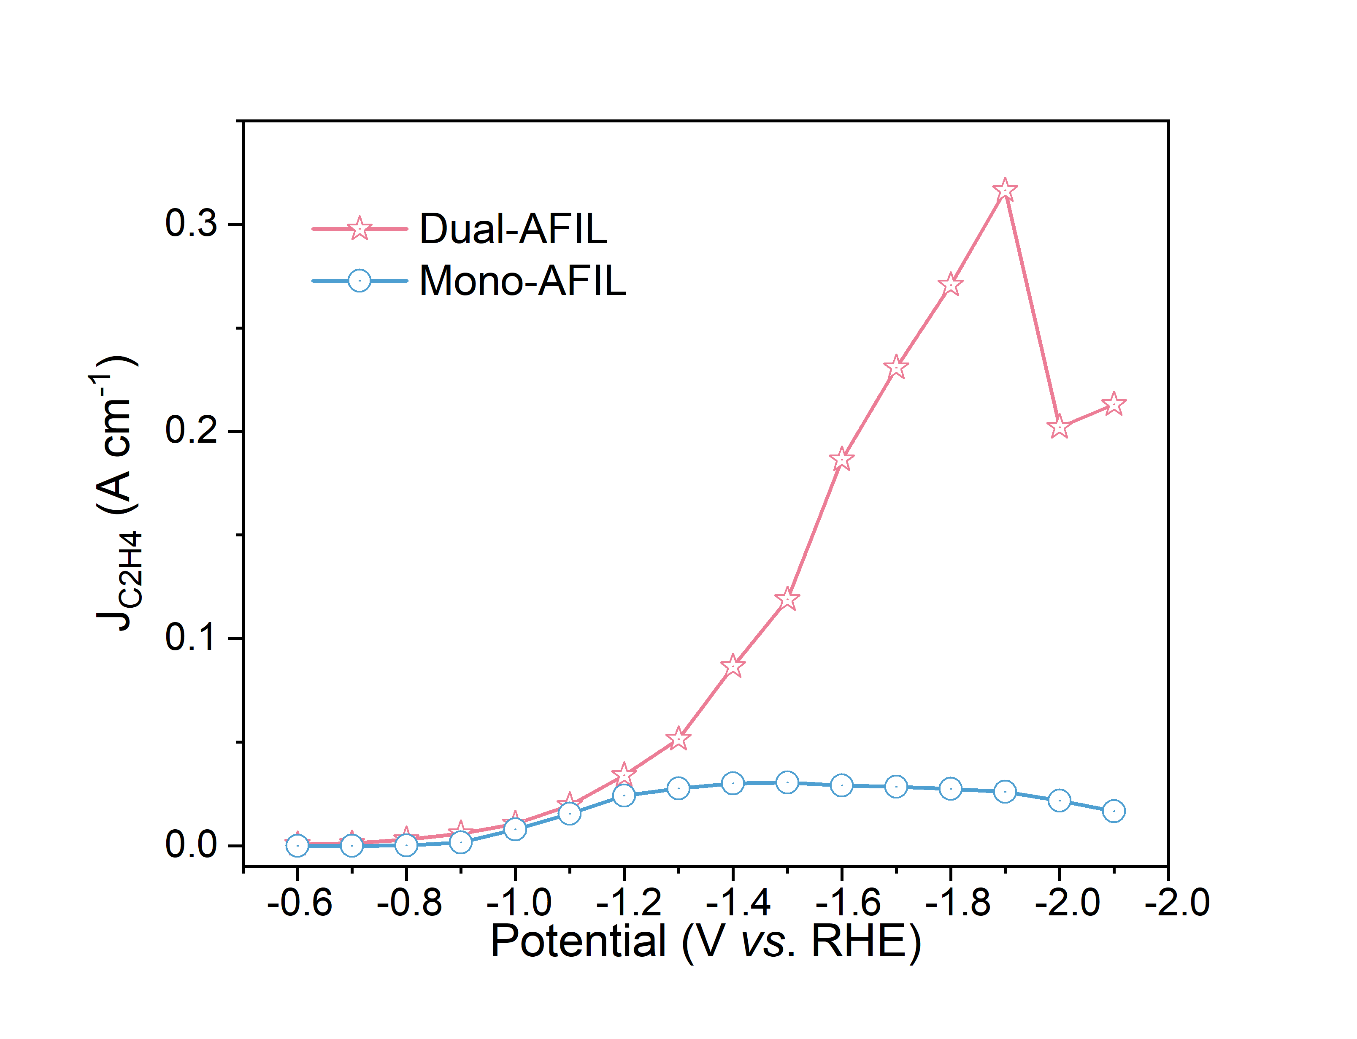 Dual-AFIL
Mono-AFIL
0.3
0.2
0.1
0.0
J_C2H4 (A cm⁻¹)
-0.6 -0.8 -1.0 -1.2 -1.4 -1.6 -1.8 -2.0 -2.0
Potential (V vs. RHE)